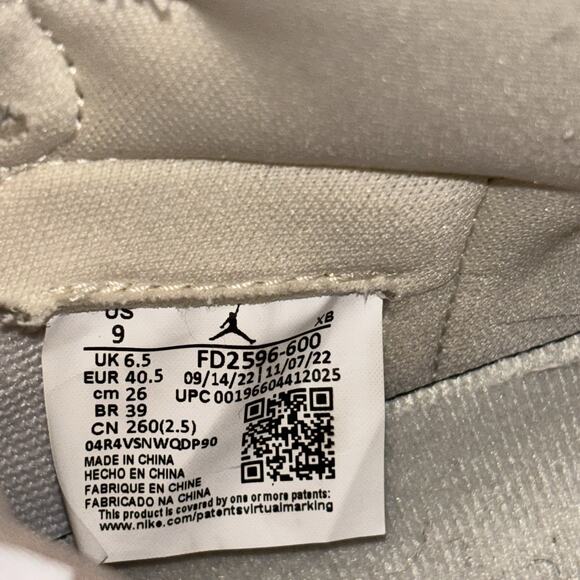 US
9
XB
UK 6.5
EUR 40.5
cm 26
BR 39
CN 260(2.5)
FD2596-600
09/14/22 | 11/07/22
UPC 00196604412025
04R4VSNWQDP90
MADE IN CHINA
HECHO EN CHINA
FABRIQUE EN CHINE
FABRICADO NA CHINA
This product is covered by one or more patents:
www.nike.com/patentsvirtualmarking